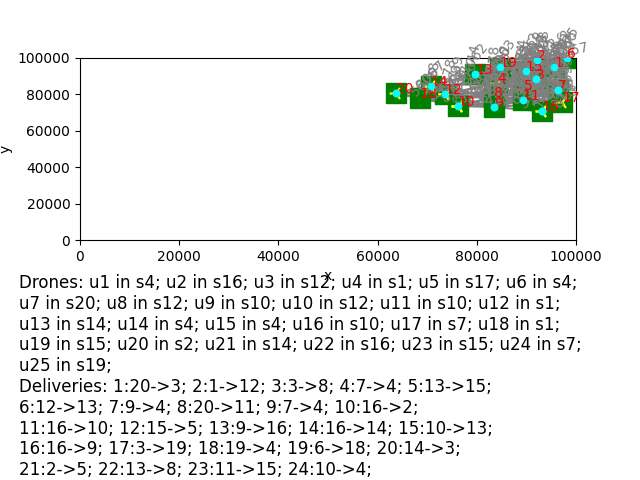 100000
80000
60000
40000
20000
0
y
0 20000 40000 60000 80000 100000
x
Drones: u1 in s4; u2 in s16; u3 in s12; u4 in s1; u5 in s17; u6 in s4;
u7 in s20; u8 in s12; u9 in s10; u10 in s12; u11 in s10; u12 in s1;
u13 in s14; u14 in s4; u15 in s4; u16 in s10; u17 in s7; u18 in s1;
u19 in s15; u20 in s2; u21 in s14; u22 in s16; u23 in s15; u24 in s7;
u25 in s19;
Deliveries: 1:20->3; 2:1->12; 3:3->8; 4:7->4; 5:13->15;
6:12->13; 7:9->4; 8:20->11; 9:7->4; 10:16->2;
11:16->10; 12:15->5; 13:9->16; 14:16->14; 15:10->13;
16:16->9; 17:3->19; 18:19->4; 19:6->18; 20:14->3;
21:2->5; 22:13->8; 23:11->15; 24:10->4;